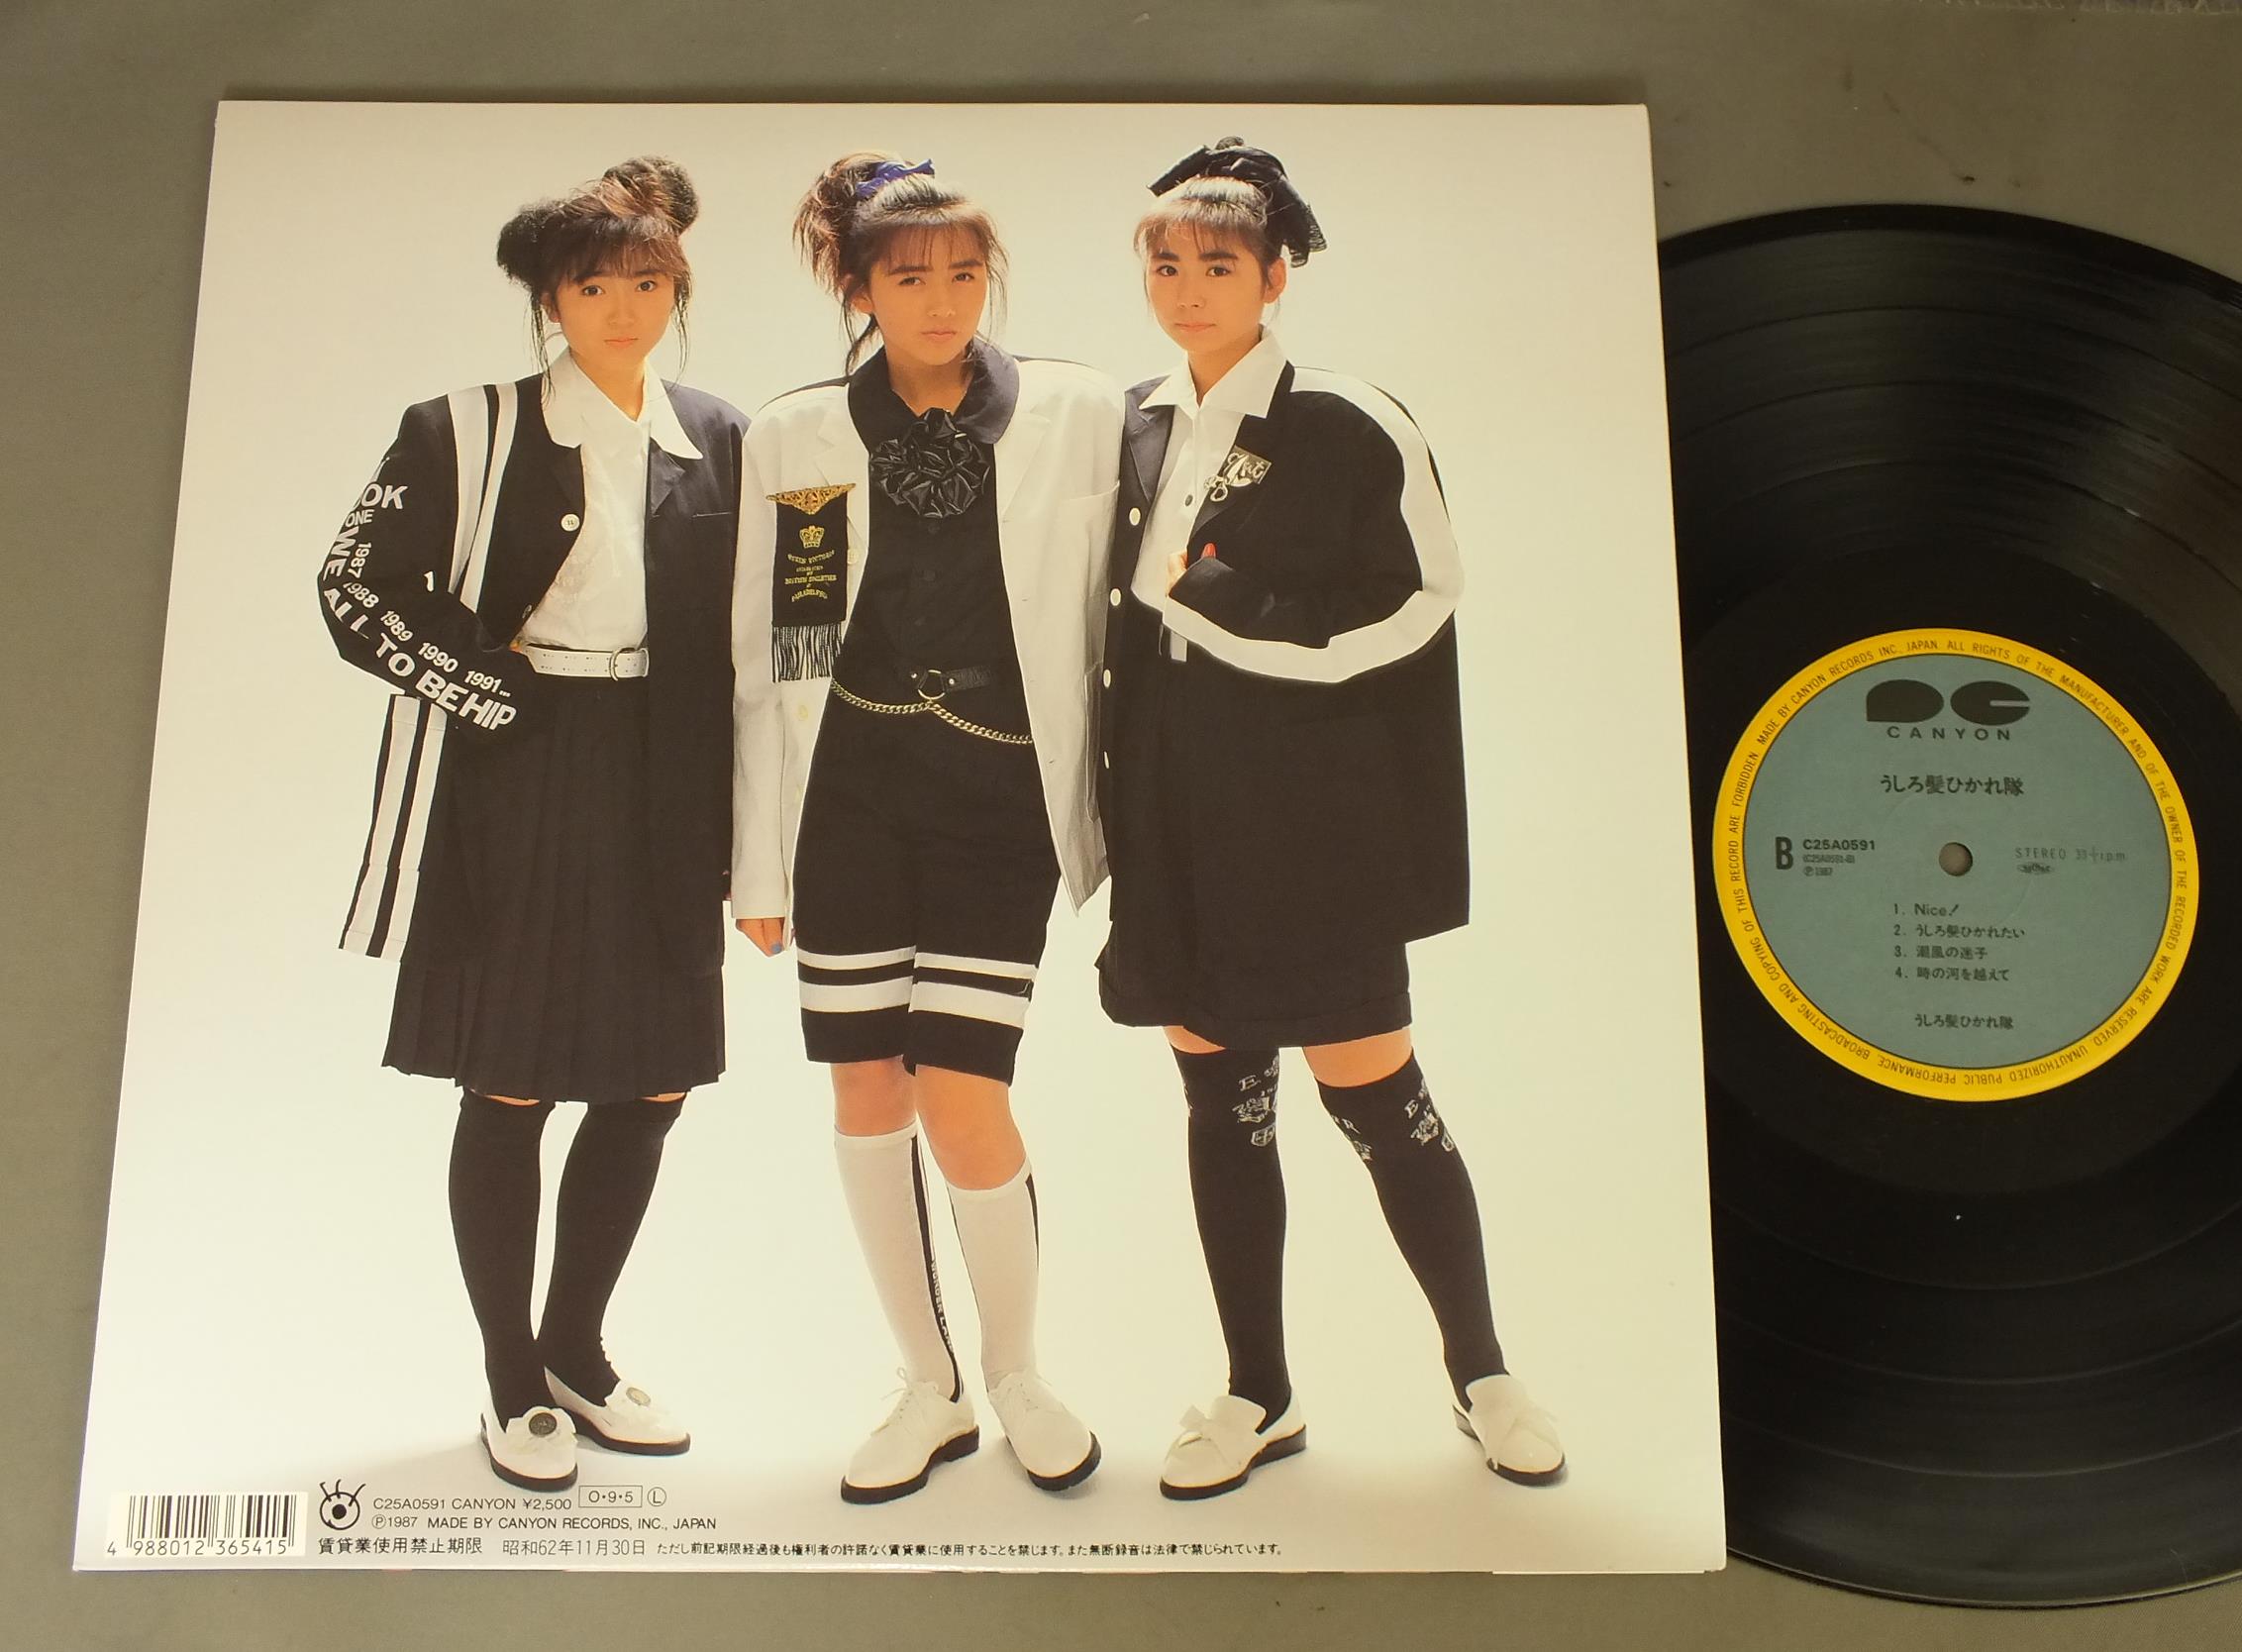 OK
ONE
WE
1987
1988 1989 1990 1991...
ALL TO BE HIP
C25A0591 CANYON ¥2,500 O・9・5 Ⓛ
Ⓟ1987 MADE BY CANYON RECORDS, INC., JAPAN
賃貸業使用禁止期限 昭和62年11月30日 ただし前記期限経過後も権利者の許諾なく賃貸業に使用することを禁じます。また無断録音は法律で禁じられています。
4 988012 365415
MADE BY CANYON RECORDS INC., JAPAN. ALL RIGHTS OF THE MANUFACTURER AND OF THE OWNER OF THE RECORDED WORK ARE RESERVED. UNAUTHORIZED PUBLIC PERFORMANCE. BROADCASTING AND COPYING OF THIS RECORD ARE FORBIDDEN
CANYON
うしろ髪ひかれ隊
B C25A0591
(C25A0591-B)
Ⓟ1987
STEREO 33⅓r.p.m.
1. Nice!
2. うしろ髪ひかれたい
3. 潮風の迷子
4. 時の河を越えて
うしろ髪ひかれ隊